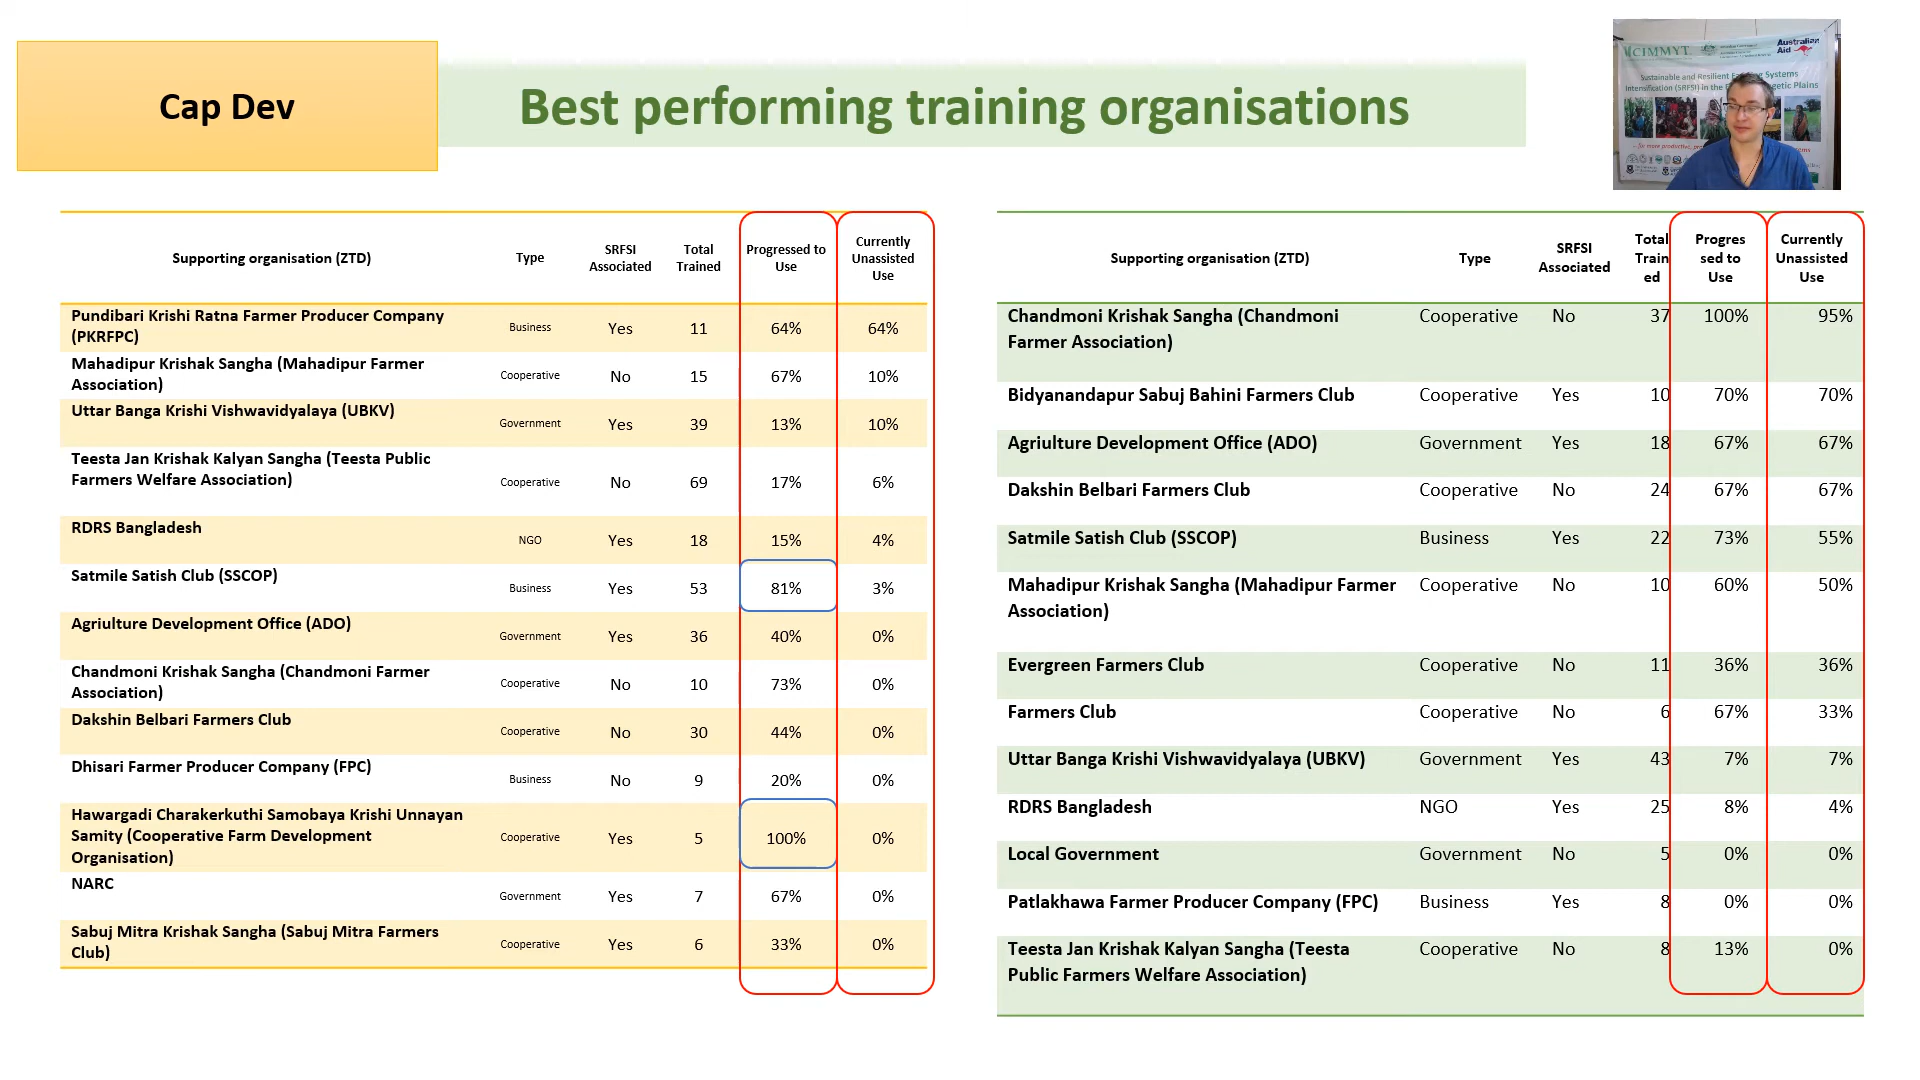 Cap Dev
Best performing training organisations
CIMMYT
Australian
Aid
Sustainable and Resilient
Systems
Intensification (SRFSI) in the
Plains
Supporting organisation (ZTD) Type SRFSI Associated Total Trained Progressed to Use Currently Unassisted Use
Pundibari Krishi Ratna Farmer Producer Company
(PKRFPC) Business Yes 11 64% 64%
Mahadipur Krishak Sangha (Mahadipur Farmer
Association) Cooperative No 15 67% 10%
Uttar Banga Krishi Vishwavidyalaya (UBKV) Government Yes 39 13% 10%
Teesta Jan Krishak Kalyan Sangha (Teesta Public
Farmers Welfare Association) Cooperative No 69 17% 6%
RDRS Bangladesh NGO Yes 18 15% 4%
Satmile Satish Club (SSCOP) Business Yes 53 81% 3%
Agriulture Development Office (ADO) Government Yes 36 40% 0%
Chandmoni Krishak Sangha (Chandmoni Farmer
Association) Cooperative No 10 73% 0%
Dakshin Belbari Farmers Club Cooperative No 30 44% 0%
Dhisari Farmer Producer Company (FPC) Business No 9 20% 0%
Hawargadi Charakerkuthi Samobaya Krishi Unnayan
Samity (Cooperative Farm Development
Organisation) Cooperative Yes 5 100% 0%
NARC Government Yes 7 67% 0%
Sabuj Mitra Krishak Sangha (Sabuj Mitra Farmers
Club) Cooperative Yes 6 33% 0%
Supporting organisation (ZTD) Type SRFSI Associated Total Train ed Progres sed to Use Currently Unassisted Use
Chandmoni Krishak Sangha (Chandmoni Cooperative No 37 100% 95%
Farmer Association)
Bidyanandapur Sabuj Bahini Farmers Club Cooperative Yes 10 70% 70%
Agriulture Development Office (ADO) Government Yes 18 67% 67%
Dakshin Belbari Farmers Club Cooperative No 24 67% 67%
Satmile Satish Club (SSCOP) Business Yes 22 73% 55%
Mahadipur Krishak Sangha (Mahadipur Farmer Cooperative No 10 60% 50%
Association)
Evergreen Farmers Club Cooperative No 11 36% 36%
Farmers Club Cooperative No 6 67% 33%
Uttar Banga Krishi Vishwavidyalaya (UBKV) Government Yes 43 7% 7%
RDRS Bangladesh NGO Yes 25 8% 4%
Local Government Government No 5 0% 0%
Patlakhawa Farmer Producer Company (FPC) Business Yes 8 0% 0%
Teesta Jan Krishak Kalyan Sangha (Teesta Cooperative No 8 13% 0%
Public Farmers Welfare Association)